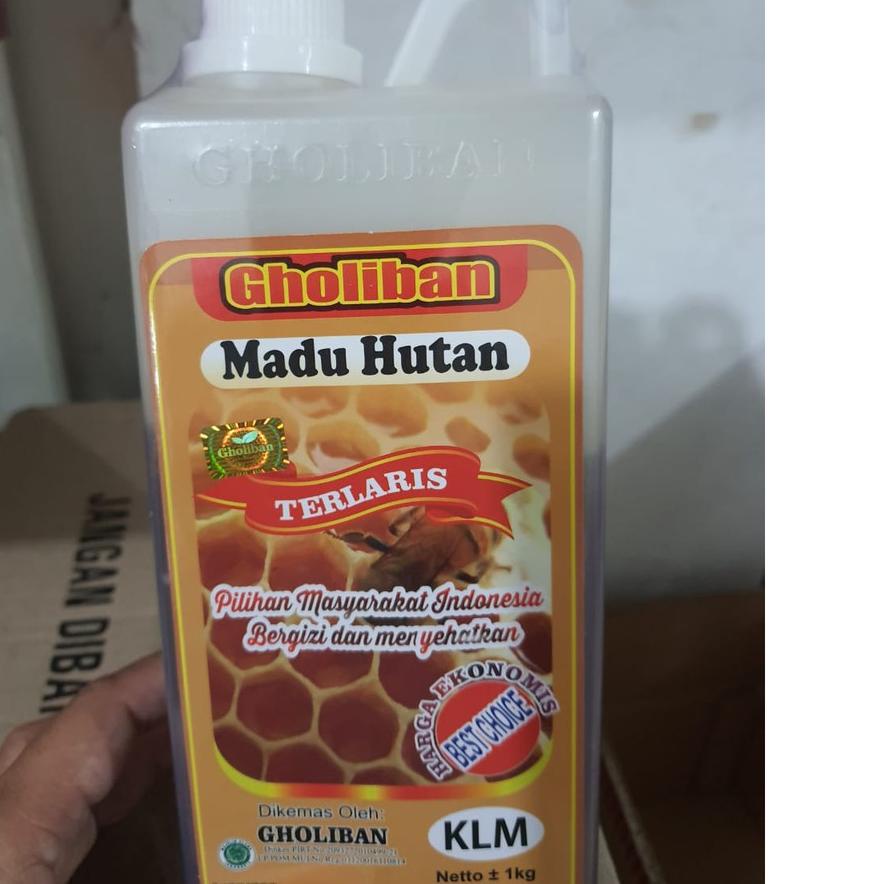 GHOLIBAN
Gholiban
Madu Hutan
Gholiban
TERLARIS
Pilihan Masyarakat Indonesia
Bergizi dan menyehatkan
HARGA EKONOMIS
BEST CHOICE
Dikemas Oleh:
GHOLIBAN
KLM
Netto ± 1kg
JANGAN